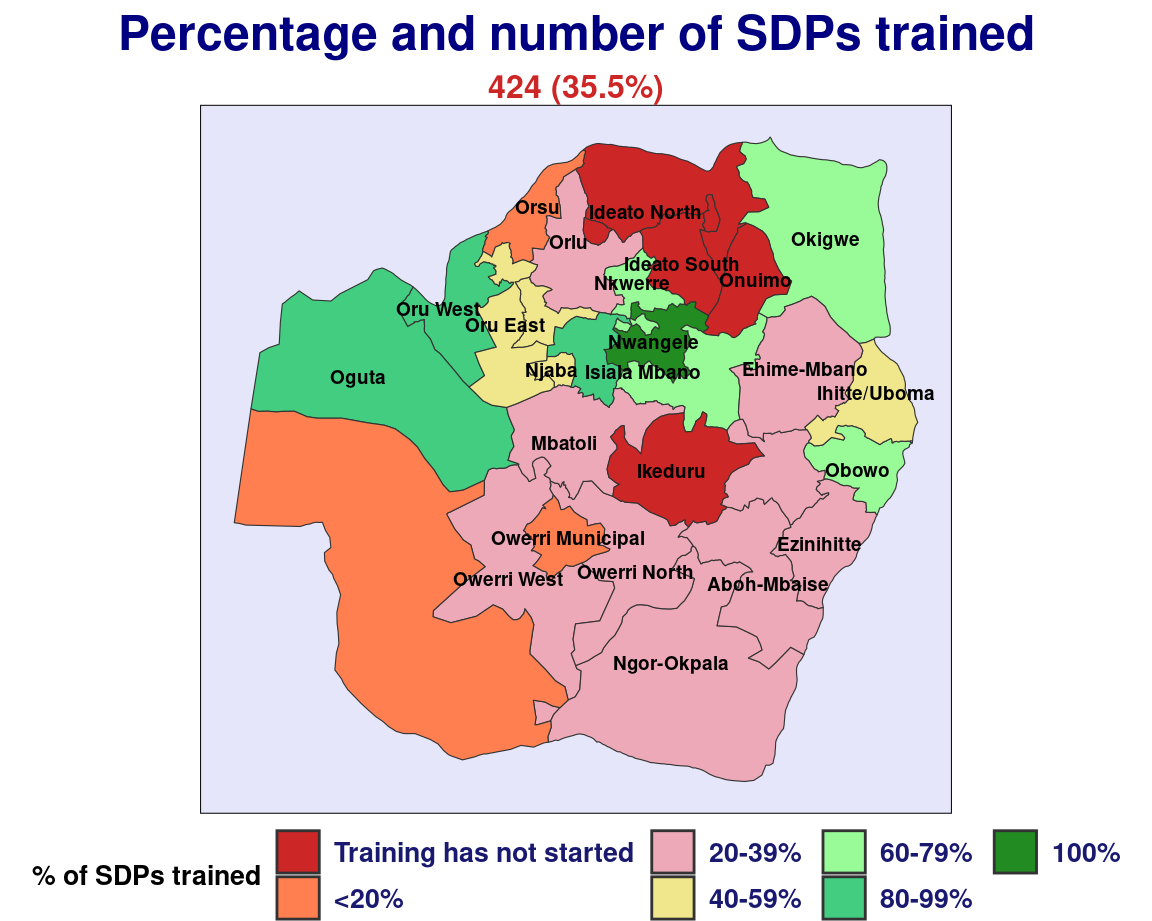 Percentage and number of SDPs trained
424 (35.5%)
Orsu
Ideato North
Orlu
Okigwe
Ideato South
Nkwerre
Onuimo
Oru West
Oru East
Nwangele
Njaba
Isiala Mbano
Ehime-Mbano
Oguta
Ihitte/Uboma
Mbatoli
Ikeduru
Obowo
Owerri Municipal
Ezinihitte
Owerri West
Owerri North
Aboh-Mbaise
Ngor-Okpala
% of SDPs trained
Training has not started
<20%
20-39%
40-59%
60-79%
80-99%
100%